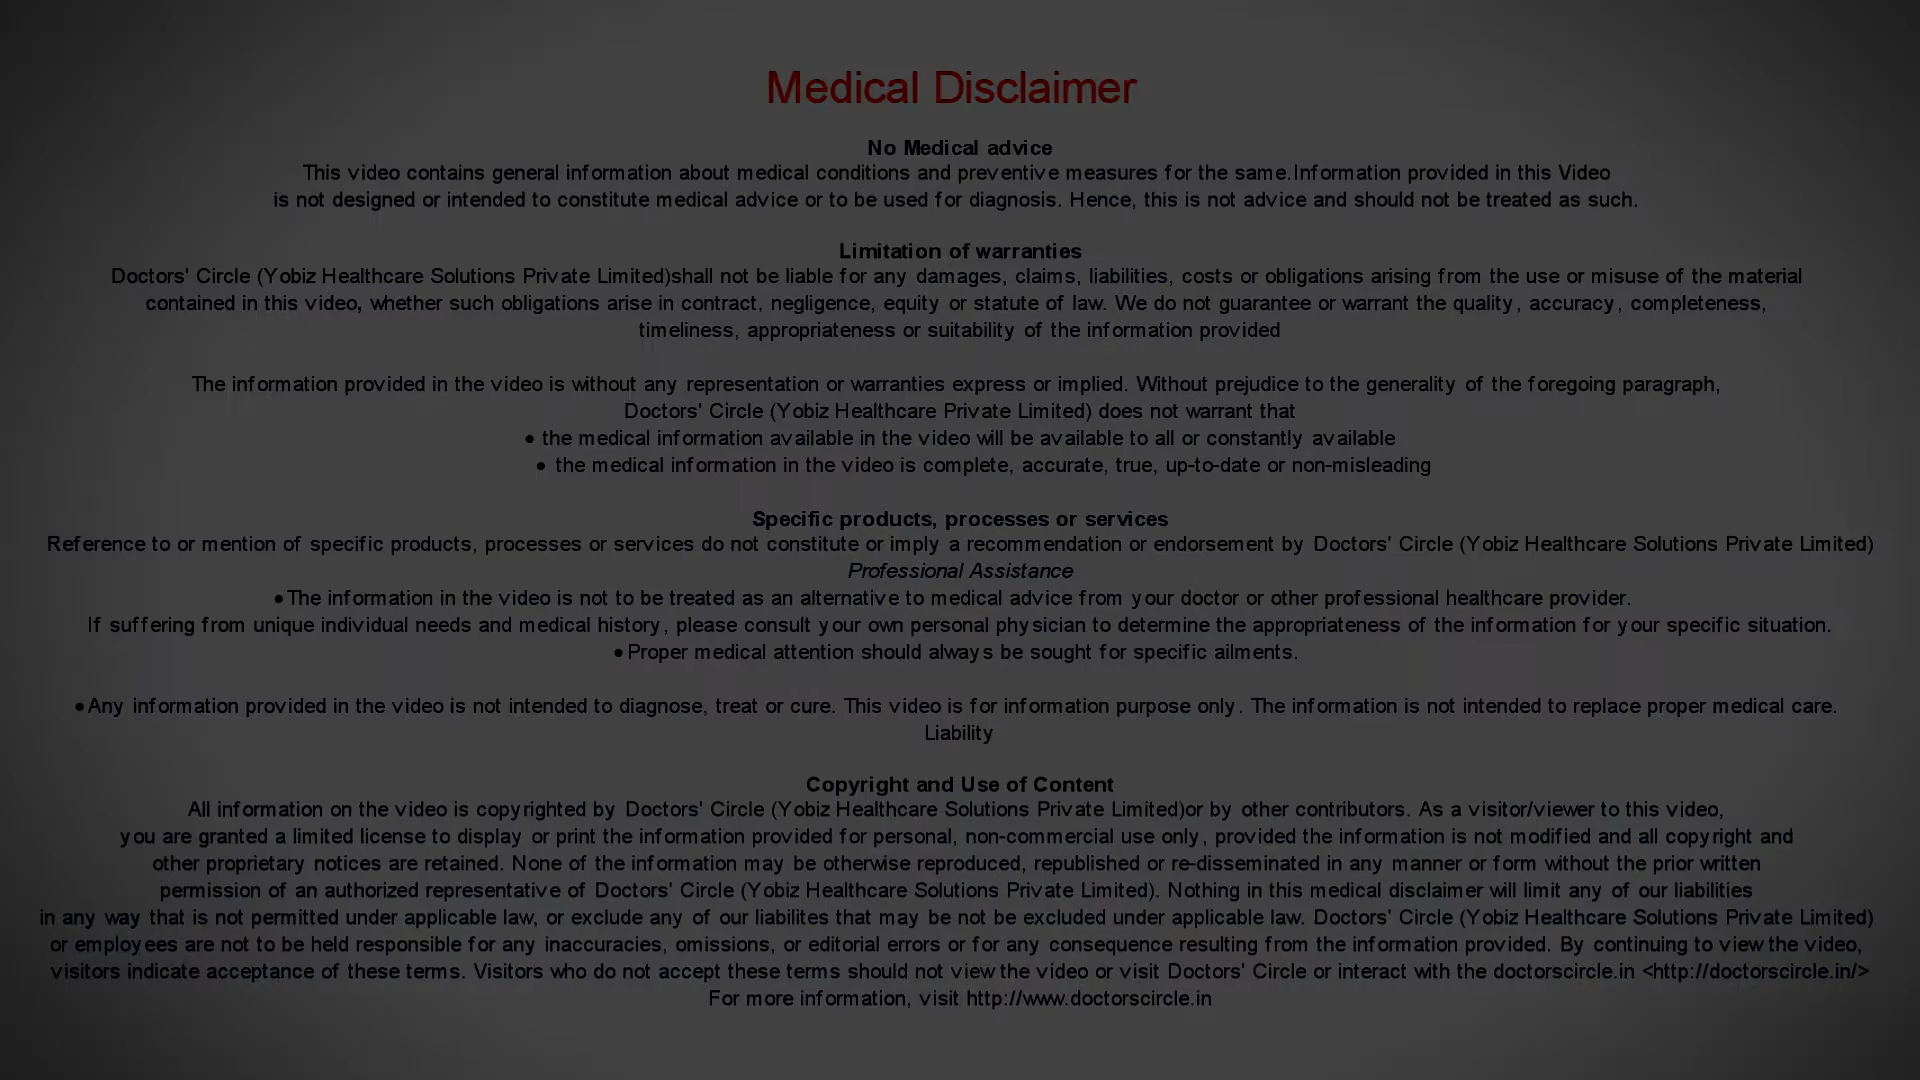 Medical Disclaimer
No Medical advice
This video contains general information about medical conditions and preventive measures for the same.Information provided in this Video
is not designed or intended to constitute medical advice or to be used for diagnosis. Hence, this is not advice and should not be treated as such.
Limitation of warranties
Doctors' Circle (Yobiz Healthcare Solutions Private Limited)shall not be liable for any damages, claims, liabilities, costs or obligations arising from the use or misuse of the material
contained in this video, whether such obligations arise in contract, negligence, equity or statute of law. We do not guarantee or warrant the quality, accuracy, completeness,
timeliness, appropriateness or suitability of the information provided
The information provided in the video is without any representation or warranties express or implied. Without prejudice to the generality of the foregoing paragraph,
Doctors' Circle (Yobiz Healthcare Private Limited) does not warrant that
• the medical information available in the video will be available to all or constantly available
• the medical information in the video is complete, accurate, true, up-to-date or non-misleading
Specific products, processes or services
Reference to or mention of specific products, processes or services do not constitute or imply a recommendation or endorsement by Doctors' Circle (Yobiz Healthcare Solutions Private Limited)
Professional Assistance
•The information in the video is not to be treated as an alternative to medical advice from your doctor or other professional healthcare provider.
If suffering from unique individual needs and medical history, please consult your own personal physician to determine the appropriateness of the information for your specific situation.
•Proper medical attention should always be sought for specific ailments.
•Any information provided in the video is not intended to diagnose, treat or cure. This video is for information purpose only. The information is not intended to replace proper medical care.
Liability
Copyright and Use of Content
All information on the video is copyrighted by Doctors' Circle (Yobiz Healthcare Solutions Private Limited)or by other contributors. As a visitor/viewer to this video,
you are granted a limited license to display or print the information provided for personal, non-commercial use only, provided the information is not modified and all copyright and
other proprietary notices are retained. None of the information may be otherwise reproduced, republished or re-disseminated in any manner or form without the prior written
permission of an authorized representative of Doctors' Circle (Yobiz Healthcare Solutions Private Limited). Nothing in this medical disclaimer will limit any of our liabilities
in any way that is not permitted under applicable law, or exclude any of our liabilites that may be not be excluded under applicable law. Doctors' Circle (Yobiz Healthcare Solutions Private Limited)
or employees are not to be held responsible for any inaccuracies, omissions, or editorial errors or for any consequence resulting from the information provided. By continuing to view the video,
visitors indicate acceptance of these terms. Visitors who do not accept these terms should not view the video or visit Doctors' Circle or interact with the doctorscircle.in <http://doctorscircle.in/>
For more information, visit http://www.doctorscircle.in